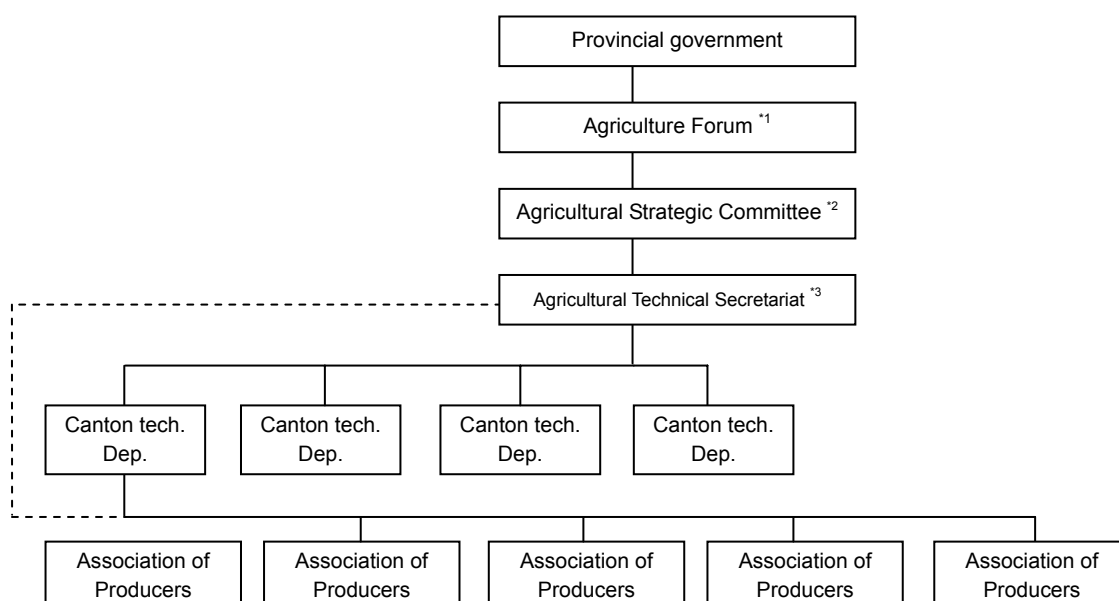 Provincial government
Agriculture Forum *1
Agricultural Strategic Committee *2
Agricultural Technical Secretariat *3
Canton tech.
Dep.
Canton tech.
Dep.
Canton tech.
Dep.
Canton tech.
Dep.
Association of
Producers
Association of
Producers
Association of
Producers
Association of
Producers
Association of
Producers